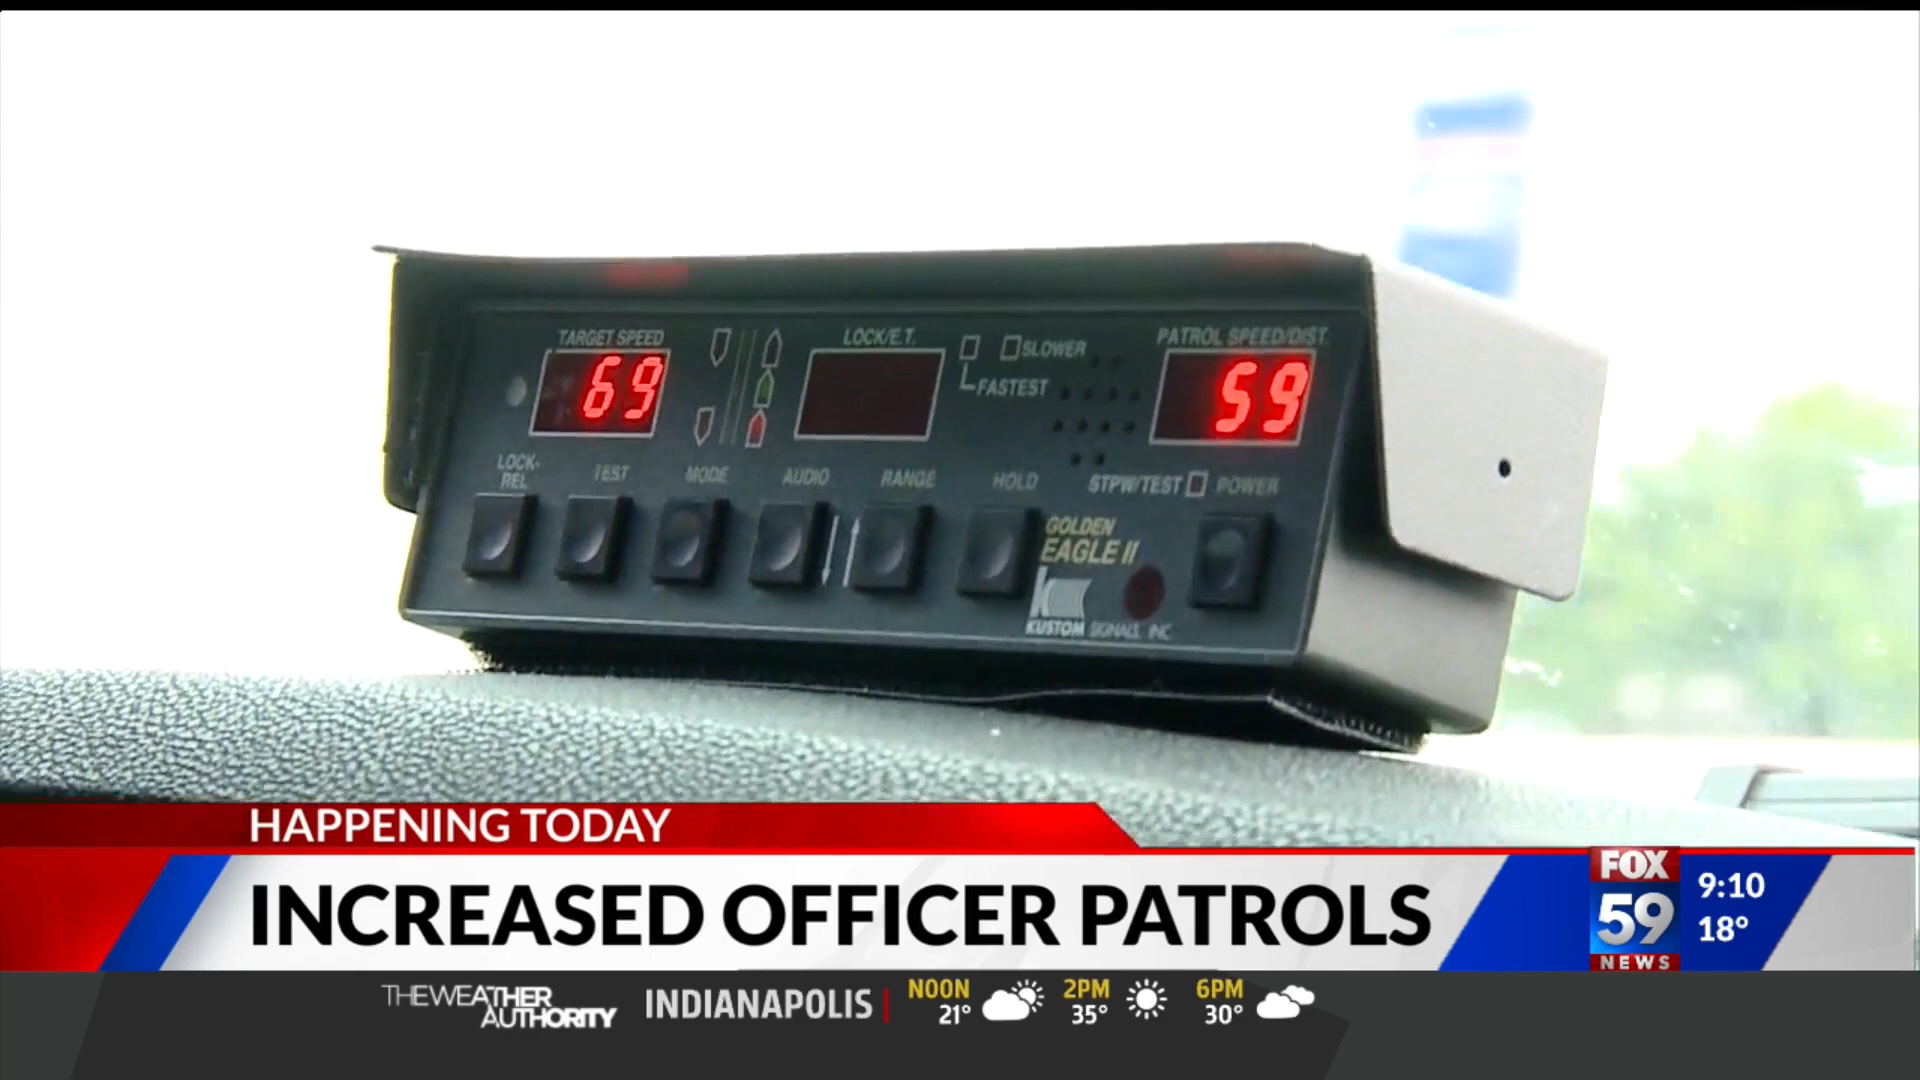 TARGET SPEED
LOCK/E.T.
SLOWER
FASTEST
PATROL SPEED/DIST.
69
59
LOCK-
REL
TEST
MODE
AUDIO
RANGE
HOLD
STPW/TEST
POWER
GOLDEN
EAGLE II
KUSTOM SIGNALS, INC
HAPPENING TODAY
INCREASED OFFICER PATROLS
FOX
59
NEWS
9:10
18°
THE WEATHER
AUTHORITY
INDIANAPOLIS
NOON
21°
2PM
35°
6PM
30°